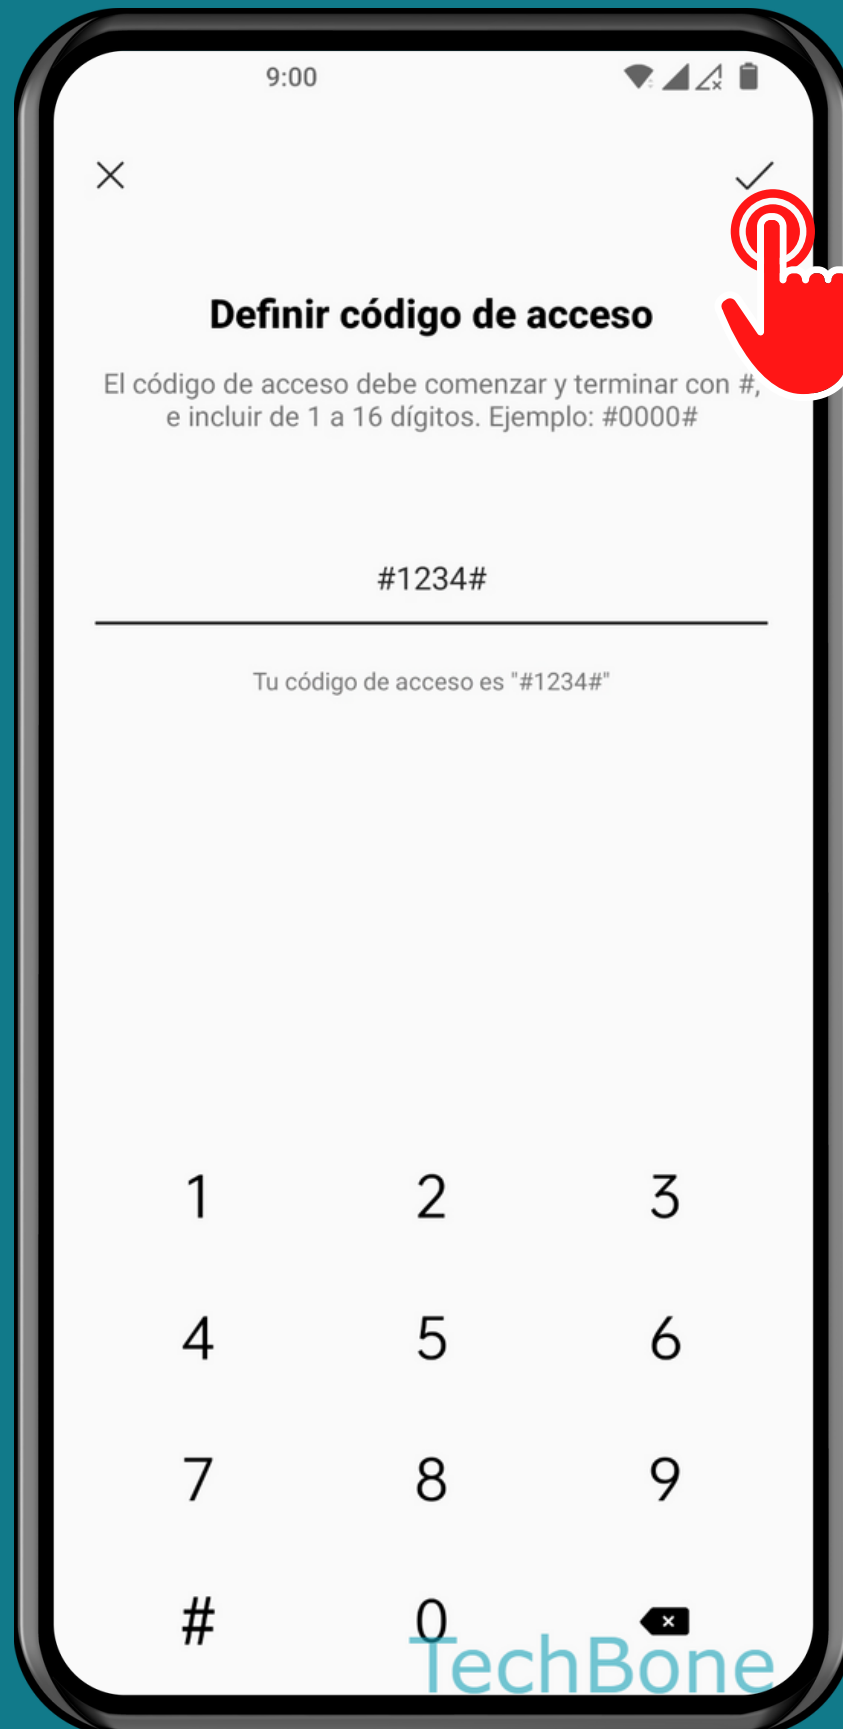 9:00
Definir código de acceso
El código de acceso debe comenzar y terminar con #,
e incluir de 1 a 16 dígitos. Ejemplo: #0000#
#1234#
Tu código de acceso es "#1234#"
1 2 3
4 5 6
7 8 9
# 0
TechBone